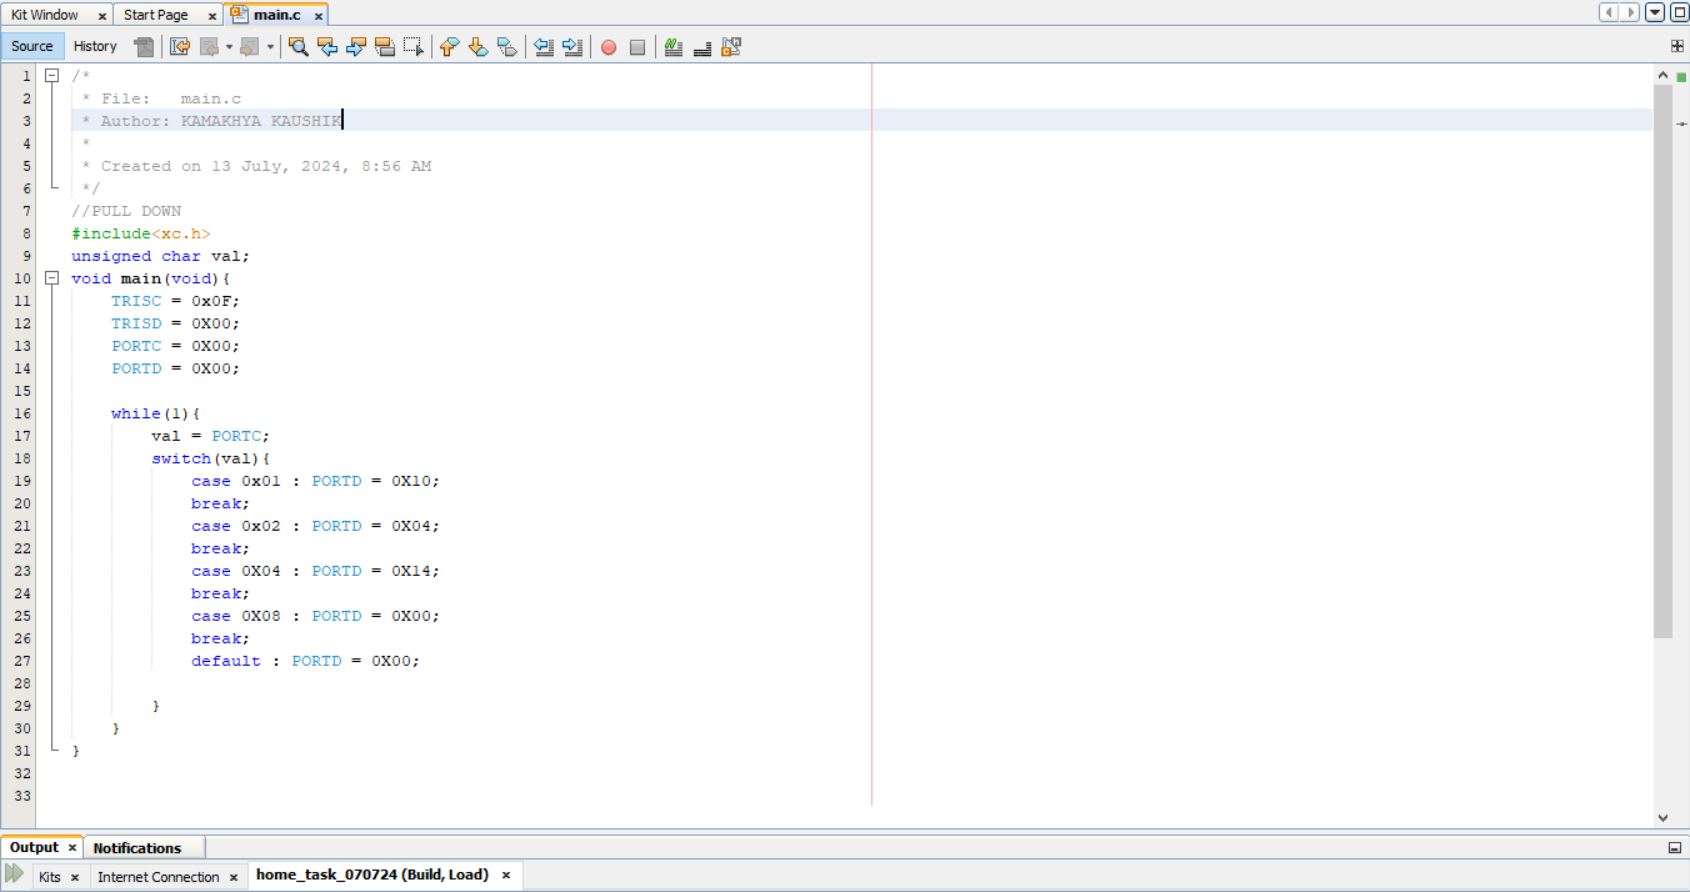 Kit Window x Start Page x main.c x
Source History
1 /*
2 * File:   main.c
3 * Author: KAMAKHYA KAUSHIK
4 *
5 * Created on 13 July, 2024, 8:56 AM
6 */
7 //PULL DOWN
8 #include<xc.h>
9 unsigned char val;
10 void main(void){
11 TRISC = 0x0F;
12 TRISD = 0X00;
13 PORTC = 0X00;
14 PORTD = 0X00;
15
16 while(1){
17 val = PORTC;
18 switch(val){
19 case 0x01 : PORTD = 0X10;
20 break;
21 case 0x02 : PORTD = 0X04;
22 break;
23 case 0X04 : PORTD = 0X14;
24 break;
25 case 0X08 : PORTD = 0X00;
26 break;
27 default : PORTD = 0X00;
28
29 }
30 }
31 }
32
33
Output x Notifications
Kits x Internet Connection x home_task_070724 (Build, Load) x